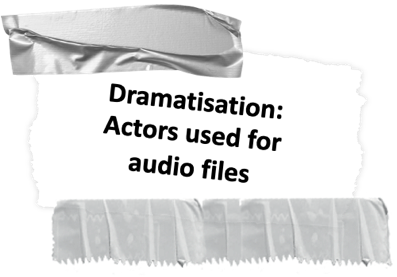 Dramatisation:
Actors used for
audio files